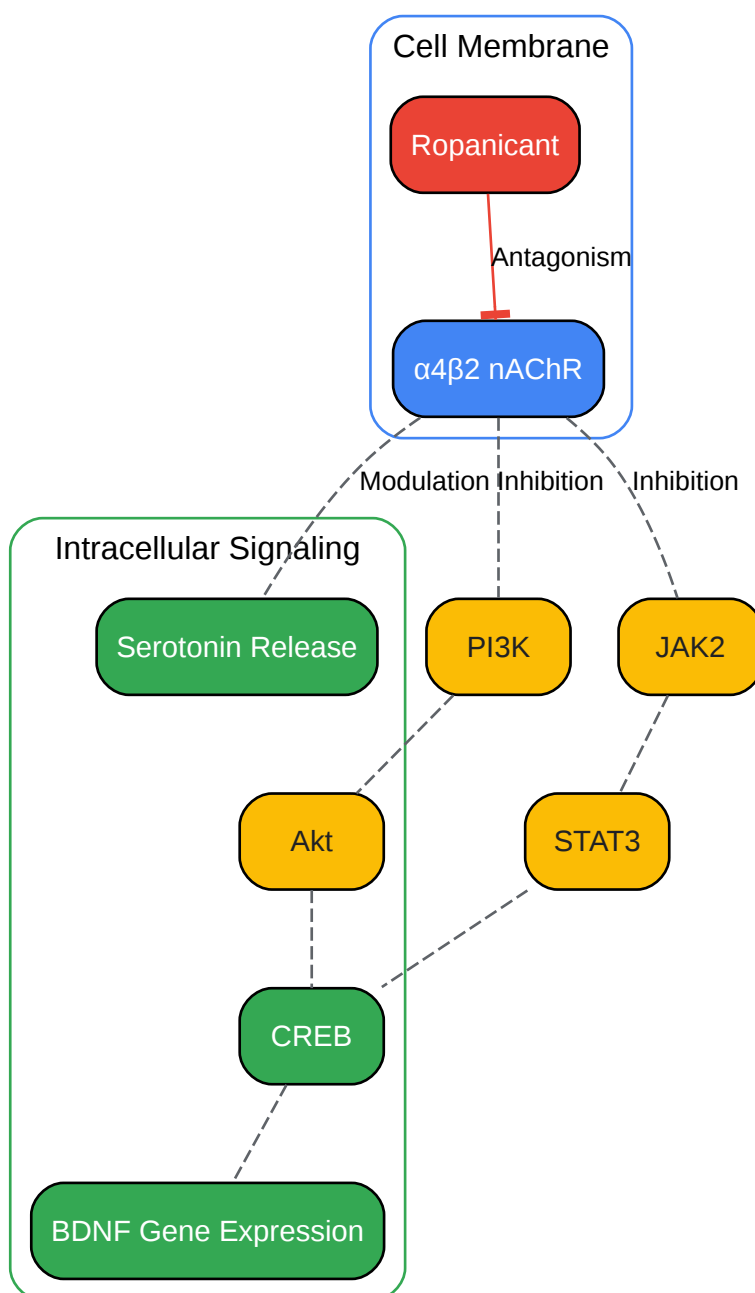 Cell Membrane
Ropanicant
Antagonism
α4β2 nAChR
Modulation
Inhibition
Inhibition
Intracellular Signaling
Serotonin Release
PI3K
JAK2
Akt
STAT3
CREB
BDNF Gene Expression